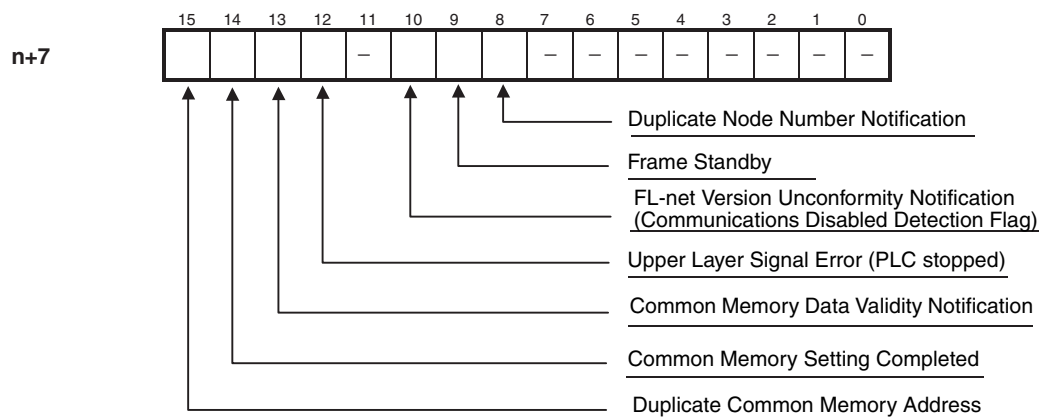 15 14 13 12 11 10 9 8 7 6 5 4 3 2 1 0
n+7
– – – – – – – – –
Duplicate Node Number Notification
Frame Standby
FL-net Version Unconformity Notification
(Communications Disabled Detection Flag)
Upper Layer Signal Error (PLC stopped)
Common Memory Data Validity Notification
Common Memory Setting Completed
Duplicate Common Memory Address